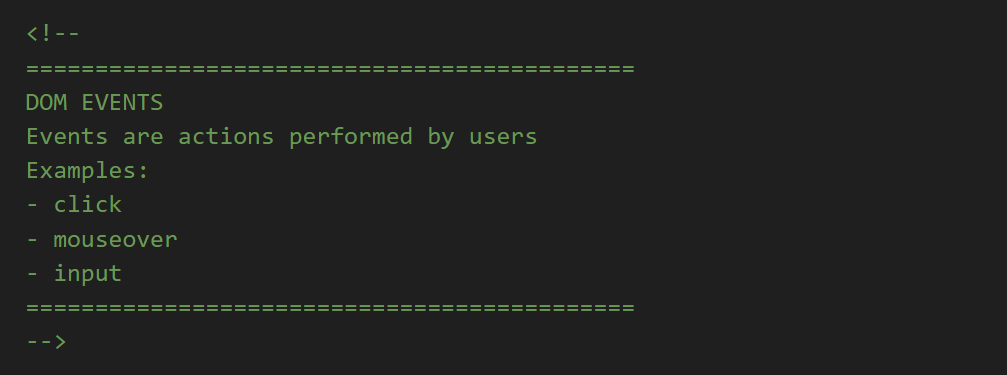 <!--
============================================
DOM EVENTS
Events are actions performed by users
Examples:
- click
- mouseover
- input
============================================
-->